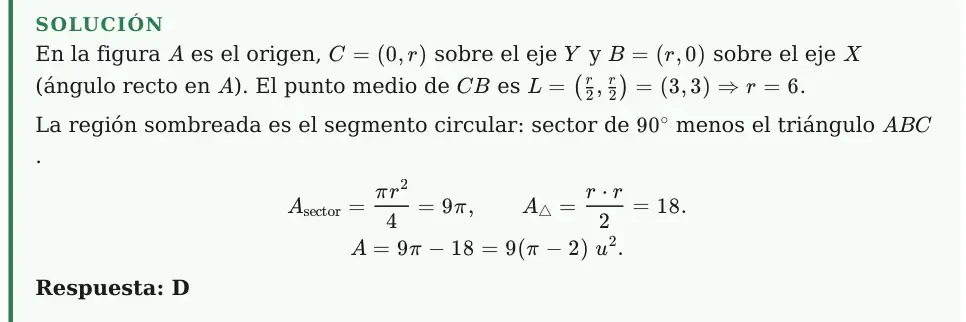 SOLUCIÓN
En la figura A es el origen, C = (0, r) sobre el eje Y y B = (r, 0) sobre el eje X
(ángulo recto en A). El punto medio de CB es L = (r/2, r/2) = (3, 3) ⇒ r = 6.
La región sombreada es el segmento circular: sector de 90° menos el triángulo ABC
.
A_sector = πr²/4 = 9π, A_△ = r · r/2 = 18.
A = 9π − 18 = 9(π − 2) u².
Respuesta: D